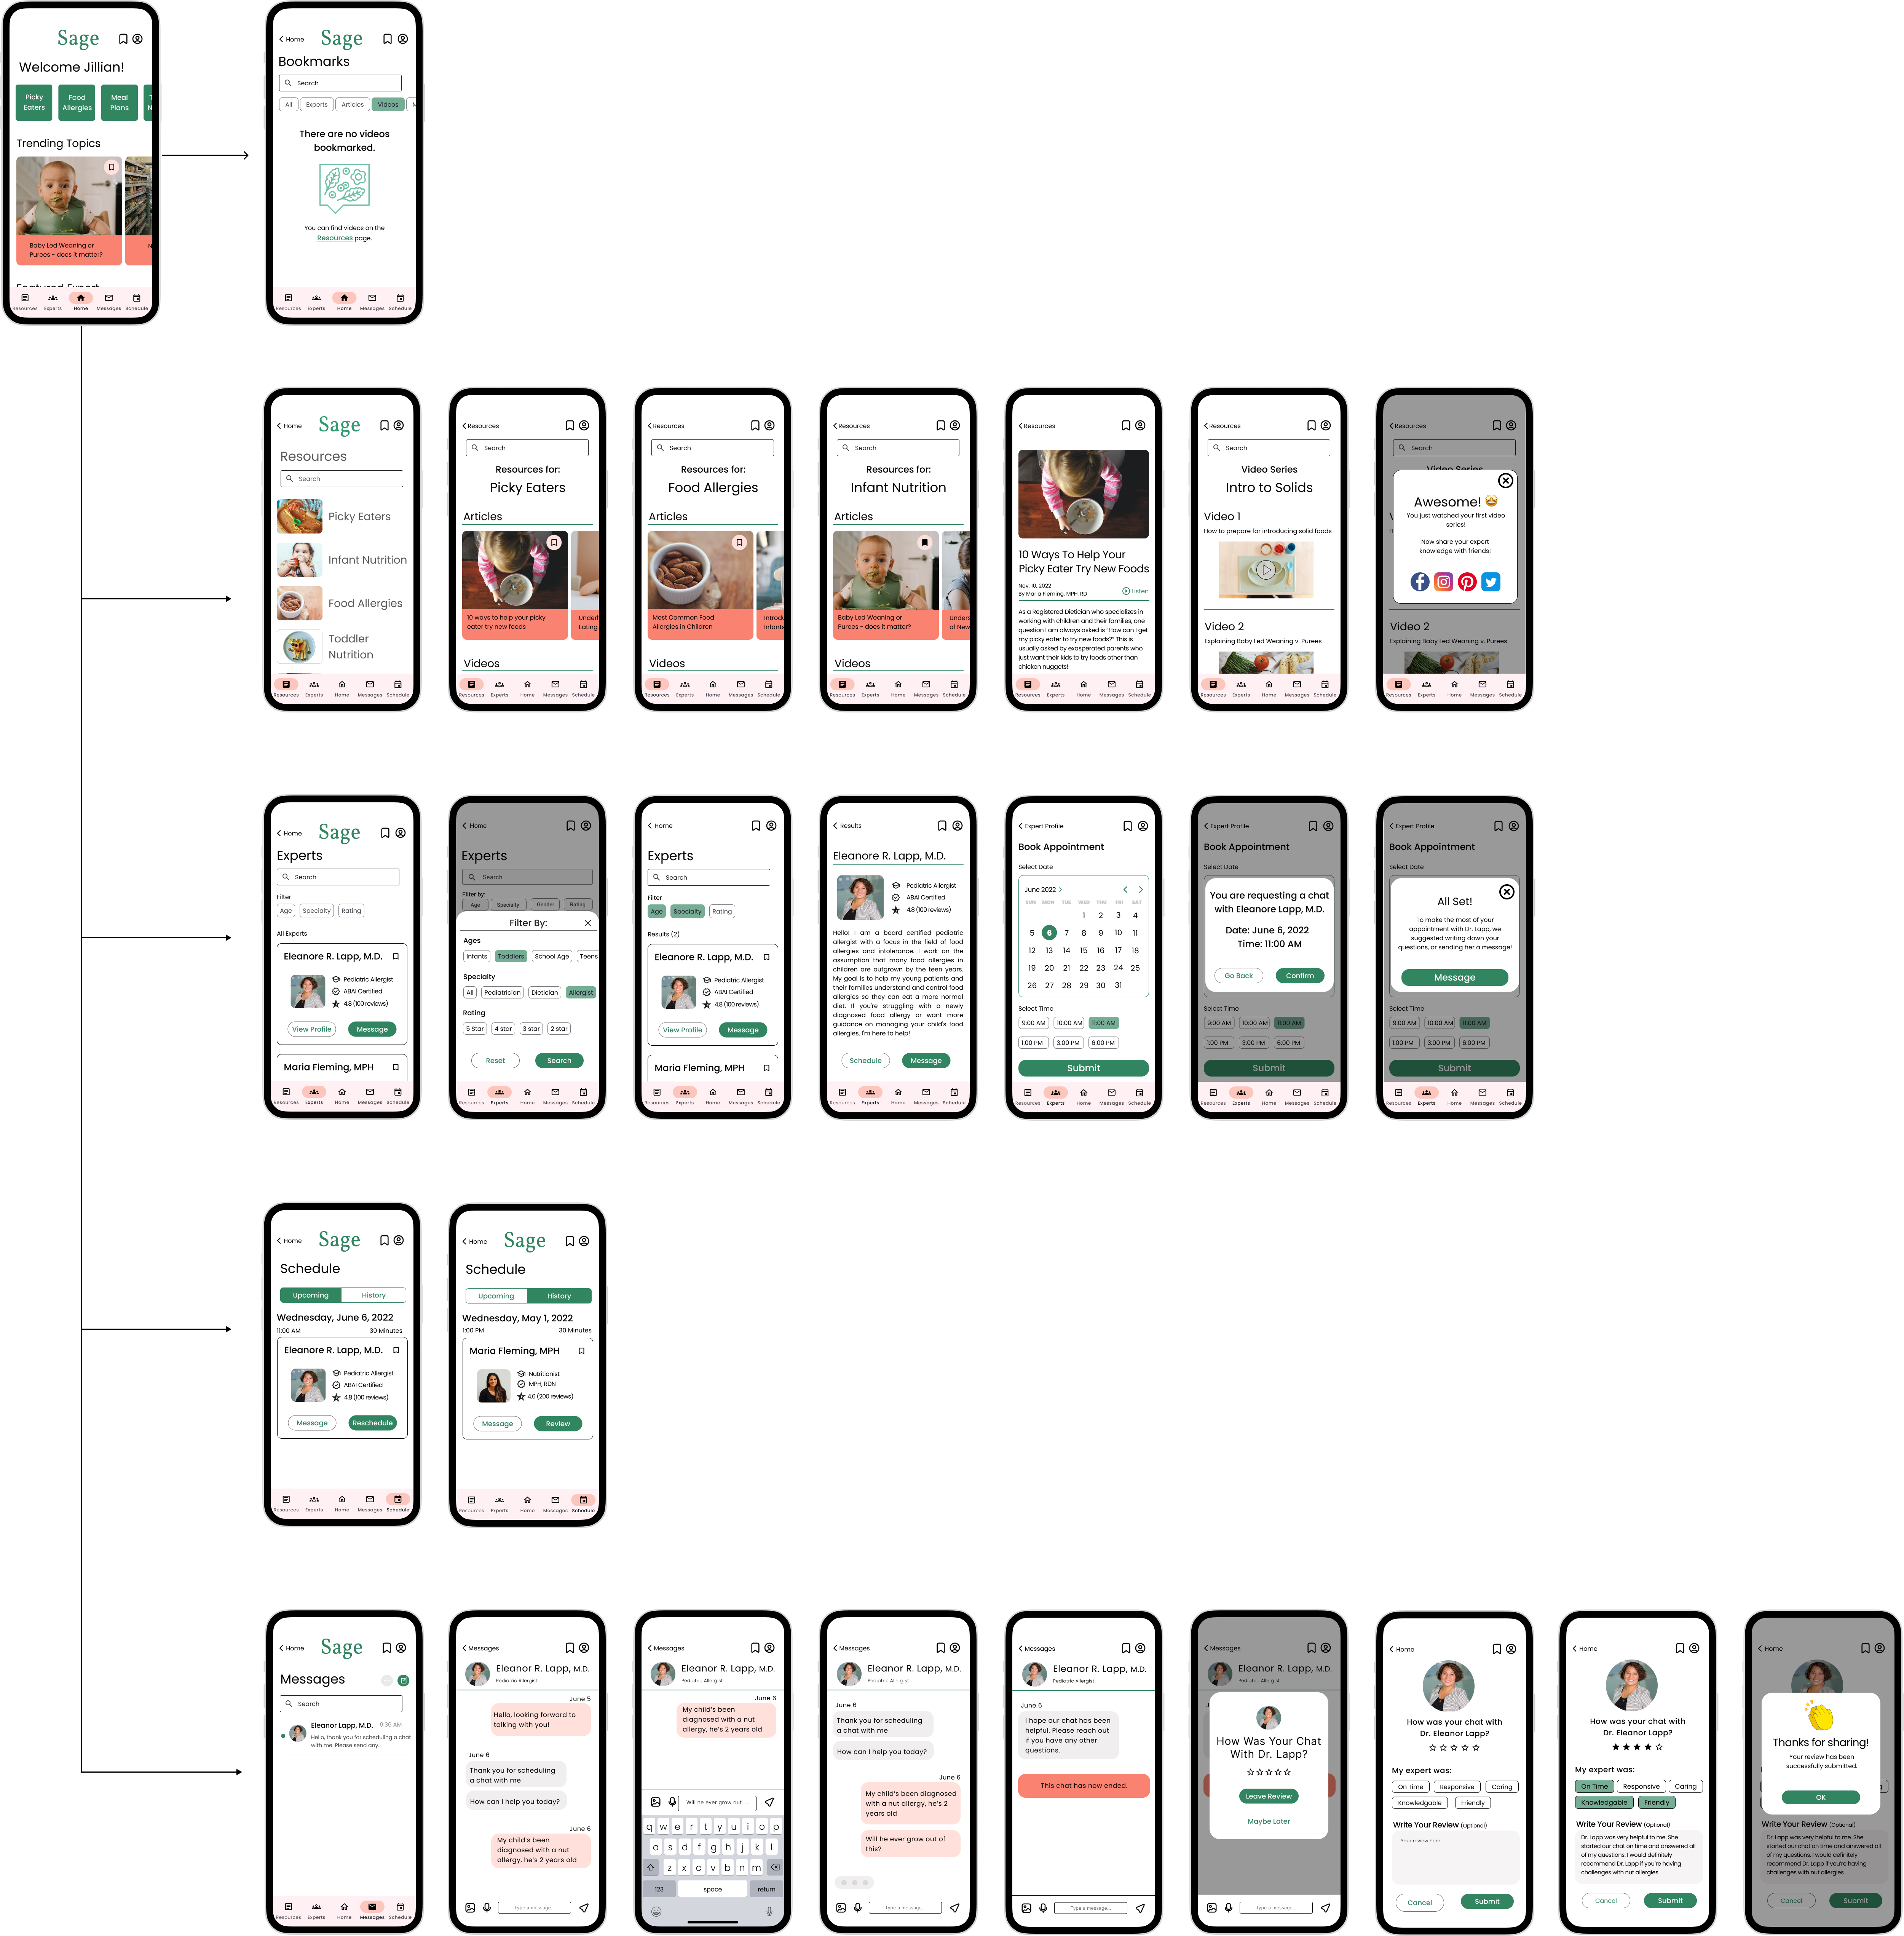 Sage
Welcome Jillian!
Picky
Eaters
Food
Allergies
Meal
Plans
T
N
Trending Topics
Baby Led Weaning or
Purees - does it matter?
N
Featured Expert
Resources
Experts
Home
Messages
Schedule
Home
Sage
Bookmarks
Search
All
Experts
Articles
Videos
M
There are no videos
bookmarked.
You can find videos on the
Resources page.
Resources
Experts
Home
Messages
Schedule
Home
Sage
Resources
Search
Picky Eaters
Infant Nutrition
Food Allergies
Toddler
Nutrition
Resources
Experts
Home
Messages
Schedule
Resources
Search
Resources for:
Picky Eaters
Articles
10 ways to help your picky
eater try new foods
Underst
Eating
Videos
Resources
Experts
Home
Messages
Schedule
Resources
Search
Resources for:
Food Allergies
Articles
Most Common Food
Allergies in Children
Introdu
Infants
Videos
Resources
Experts
Home
Messages
Schedule
Resources
Search
Resources for:
Infant Nutrition
Articles
Baby Led Weaning or
Purees - does it matter?
Unders
of New
Videos
Resources
Experts
Home
Messages
Schedule
Resources
10 Ways To Help Your
Picky Eater Try New Foods
Nov. 10, 2022
By Maria Fleming, MPH, RD
Listen
As a Registered Dietician who specializes in
working with children and their families, one
question I am always asked is "How can I get
my picky eater to try new foods?" This is
usually asked by exasperated parents who
just want their kids to try foods other than
chicken nuggets!
Resources
Experts
Home
Messages
Schedule
Resources
Search
Video Series
Intro to Solids
Video 1
How to prepare for introducing solid foods
Video 2
Explaining Baby Led Weaning v. Purees
Resources
Experts
Home
Messages
Schedule
Resources
Search
Video Series
V
H
Awesome!
You just watched your first video
series!
Now share your expert
knowledge with friends!
Video 2
Explaining Baby Led Weaning v. Purees
Resources
Experts
Home
Messages
Schedule
Home
Sage
Experts
Search
Filter
Age
Specialty
Rating
All Experts
Eleanore R. Lapp, M.D.
Pediatric Allergist
ABAI Certified
4.8 (100 reviews)
View Profile
Message
Maria Fleming, MPH
Resources
Experts
Home
Messages
Schedule
Home
Experts
Search
Filter by:
Age
Specialty
Gender
Rating
Filter By:
Ages
Infants
Toddlers
School Age
Teens
Specialty
All
Pediatrician
Dietician
Allergist
Rating
5 Star
4 star
3 star
2 star
Reset
Search
Resources
Experts
Home
Messages
Schedule
Home
Experts
Search
Filter
Age
Specialty
Rating
Results (2)
Eleanore R. Lapp, M.D.
Pediatric Allergist
ABAI Certified
4.8 (100 reviews)
View Profile
Message
Maria Fleming, MPH
Resources
Experts
Home
Messages
Schedule
Results
Eleanore R. Lapp, M.D.
Pediatric Allergist
ABAI Certified
4.8 (100 reviews)
Hello! I am a board certified pediatric
allergist with a focus in the field of food
allergies and intolerance. I work on the
assumption that many food allergies in
children are outgrown by the teen years.
My goal is to help my young patients and
their families understand and control food
allergies so they can eat a more normal
diet. If you're struggling with a newly
diagnosed food allergy or want more
guidance on managing your child's food
allergies, I'm here to help!
Schedule
Message
Resources
Experts
Home
Messages
Schedule
Expert Profile
Book Appointment
Select Date
June 2022
SUN MON TUE WED THU FRI SAT
1 2 3 4
5 6 7 8 9 10 11
12 13 14 15 16 17 18
19 20 21 22 23 24 25
26 27 28 29 30 31
Select Time
9:00 AM
10:00 AM
11:00 AM
1:00 PM
3:00 PM
6:00 PM
Submit
Resources
Experts
Home
Messages
Schedule
Expert Profile
Book Appointment
Select Date
You are requesting a chat
with Eleanore Lapp, M.D.
Date: June 6, 2022
Time: 11:00 AM
Go Back
Confirm
Select Time
9:00 AM
10:00 AM
11:00 AM
1:00 PM
3:00 PM
6:00 PM
Submit
Resources
Experts
Home
Messages
Schedule
Expert Profile
Book Appointment
Select Date
All Set!
To make the most of your
appointment with Dr. Lapp, we
suggested writing down your
questions, or sending her a message!
Message
Select Time
9:00 AM
10:00 AM
11:00 AM
1:00 PM
3:00 PM
6:00 PM
Submit
Resources
Experts
Home
Messages
Schedule
Home
Sage
Schedule
Upcoming
History
Wednesday, June 6, 2022
11:00 AM
30 Minutes
Eleanore R. Lapp, M.D.
Pediatric Allergist
ABAI Certified
4.8 (100 reviews)
Message
Reschedule
Resources
Experts
Home
Messages
Schedule
Home
Sage
Schedule
Upcoming
History
Wednesday, May 1, 2022
1:00 PM
30 Minutes
Maria Fleming, MPH
Nutritionist
MPH, RDN
4.6 (200 reviews)
Message
Review
Resources
Experts
Home
Messages
Schedule
Home
Sage
Messages
Search
Eleanor Lapp, M.D.
9:36 AM
Hello, thank you for scheduling a chat
with me. Please send any...
Resources
Experts
Home
Messages
Schedule
Messages
Eleanor R. Lapp, M.D.
Pediatric Allergist
June 5
Hello, looking forward to
talking with you!
June 6
Thank you for scheduling
a chat with me
How can I help you today?
June 6
My child's been
diagnosed with a nut
allergy, he's 2 years old
Type a message...
Messages
Eleanor R. Lapp, M.D.
Pediatric Allergist
June 6
My child's been
diagnosed with a nut
allergy, he's 2 years old
Will he ever grow out ...
q w e r t y u i o p
a s d f g h j k l
z x c v b n m
123
space
return
Messages
Eleanor R. Lapp, M.D.
Pediatric Allergist
June 6
Thank you for scheduling
a chat with me
How can I help you today?
June 6
My child's been diagnosed
with a nut allergy, he's 2
years old
Will he ever grow out of
this?
Type a message...
Messages
Eleanor R. Lapp, M.D.
Pediatric Allergist
June 6
I hope our chat has been
helpful. Please reach out
if you have any other
questions.
This chat has now ended.
Type a message...
Messages
Eleanor R. Lapp, M.D.
Pediatric Allergist
How Was Your Chat
With Dr. Lapp?
Leave Review
Maybe Later
Type a message...
Home
How was your chat with
Dr. Eleanor Lapp?
My expert was:
On Time
Responsive
Caring
Knowledgable
Friendly
Write Your Review (Optional)
Your review here.
Cancel
Submit
Home
How was your chat with
Dr. Eleanor Lapp?
My expert was:
On Time
Responsive
Caring
Knowledgable
Friendly
Write Your Review (Optional)
Dr. Lapp was very helpful to me. She
started our chat on time and answered all
of my questions. I would definitely
recommend Dr. Lapp if you're having
challenges with nut allergies
Cancel
Submit
Home
Thanks for sharing!
Your review has been
successfully submitted.
OK
Write Your Review (Optional)
Dr. Lapp was very helpful to me. She
started our chat on time and answered all
of my questions. I would definitely
recommend Dr. Lapp if you're having
challenges with nut allergies
Cancel
Submit